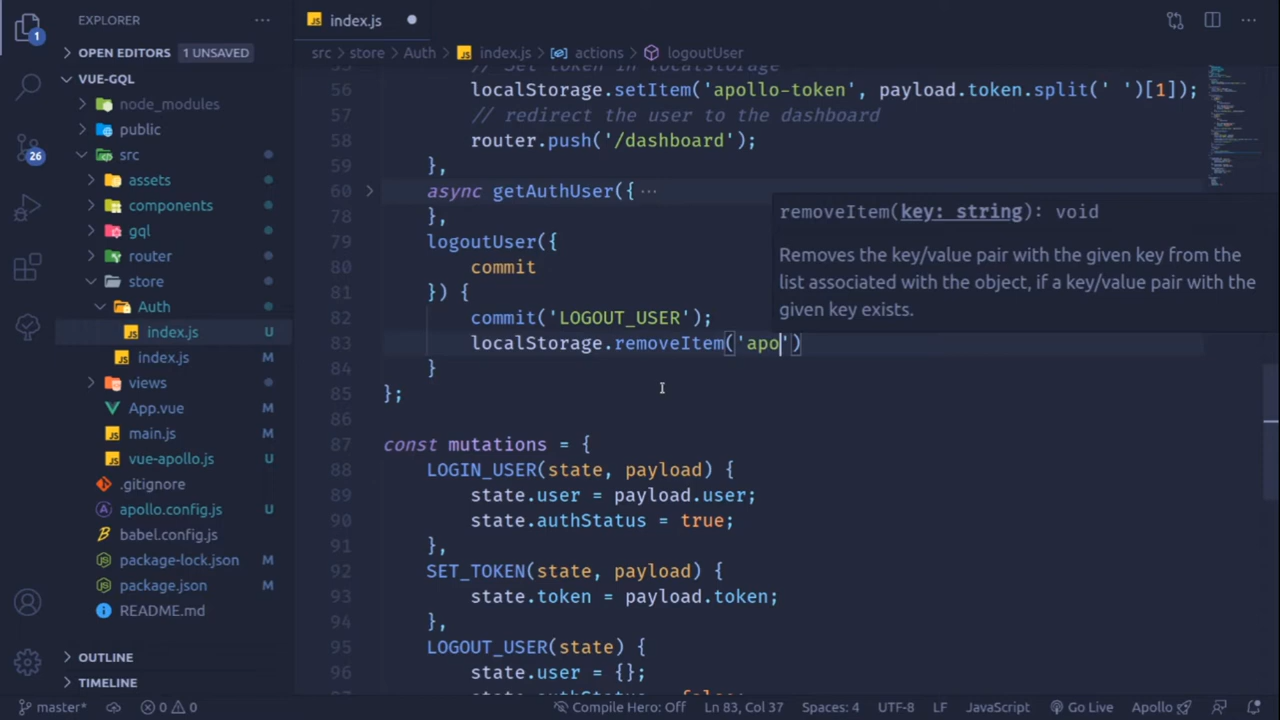 EXPLORER
index.js
1
OPEN EDITORS 1 UNSAVED
src > store > Auth > index.js > actions > logoutUser
VUE-GQL
node_modules
public
26
src
assets
components
gql
router
store
Auth
index.js U
index.js M
views
App.vue M
main.js M
vue-apollo.js U
.gitignore
apollo.config.js U
babel.config.js
package-lock.json M
package.json M
README.md
OUTLINE
TIMELINE
// Set token in localstorage
56 localStorage.setItem('apollo-token', payload.token.split(' ')[1]);
57 // redirect the user to the dashboard
58 router.push('/dashboard');
59 },
60 async getAuthUser({ ...
78 },
79 logoutUser({
80 commit
81 }) {
82 commit('LOGOUT_USER');
83 localStorage.removeItem('apo')
84 }
85 };
86
87 const mutations = {
88 LOGIN_USER(state, payload) {
89 state.user = payload.user;
90 state.authStatus = true;
91 },
92 SET_TOKEN(state, payload) {
93 state.token = payload.token;
94 },
95 LOGOUT_USER(state) {
96 state.user = {};
removeItem(key: string): void
Removes the key/value pair with the given key from the
list associated with the object, if a key/value pair with the
given key exists.
master* 0 0 Compile Hero: Off Ln 83, Col 37 Spaces: 4 UTF-8 LF JavaScript Go Live Apollo